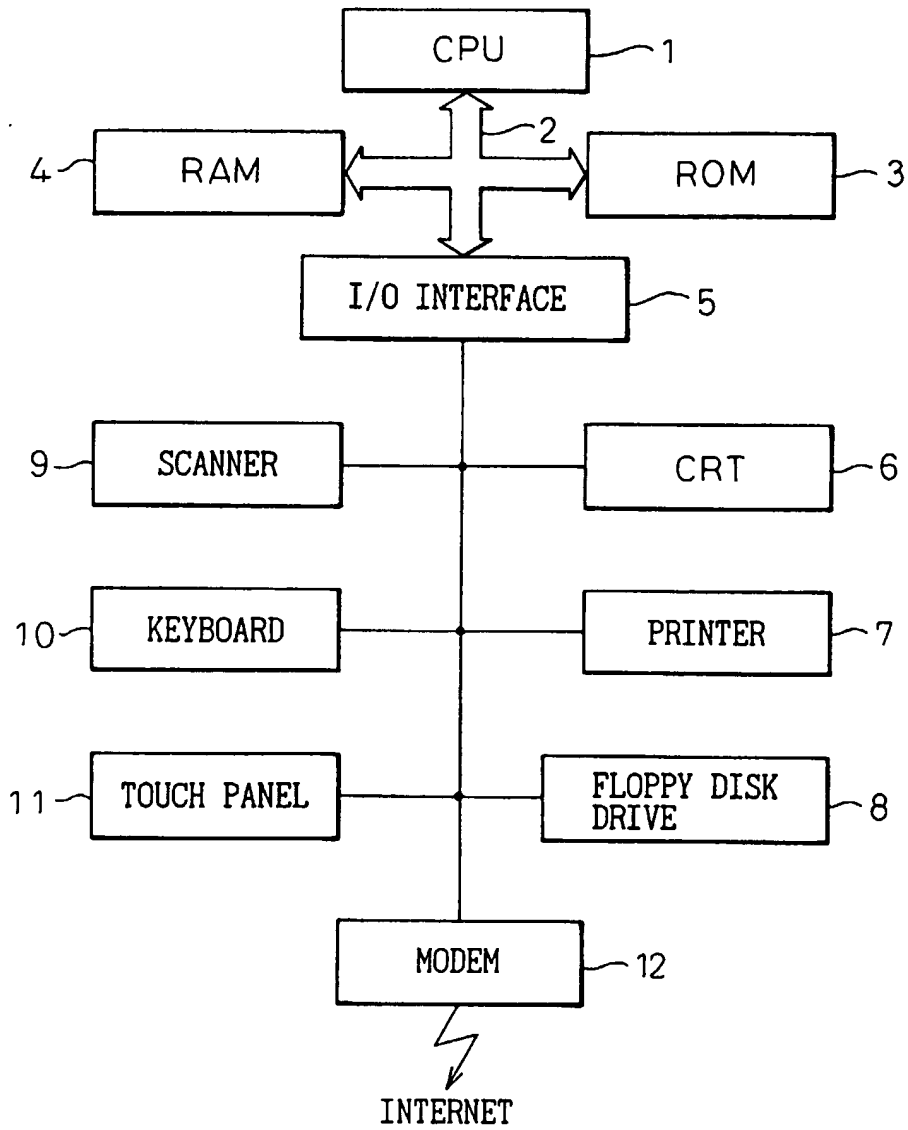 CPU 1
2
4 RAM ROM 3
I/O INTERFACE 5
9 SCANNER CRT 6
10 KEYBOARD PRINTER 7
11 TOUCH PANEL FLOPPY DISK
DRIVE 8
MODEM 12
INTERNET